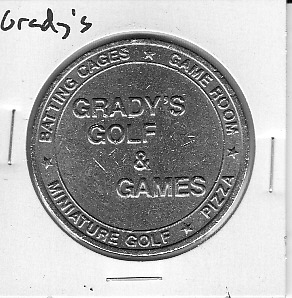 Grady's
BATTING CAGES ★ GAME ROOM ★ PIZZA ★ MINIATURE GOLF ★
GRADY'S
GOLF
&
GAMES